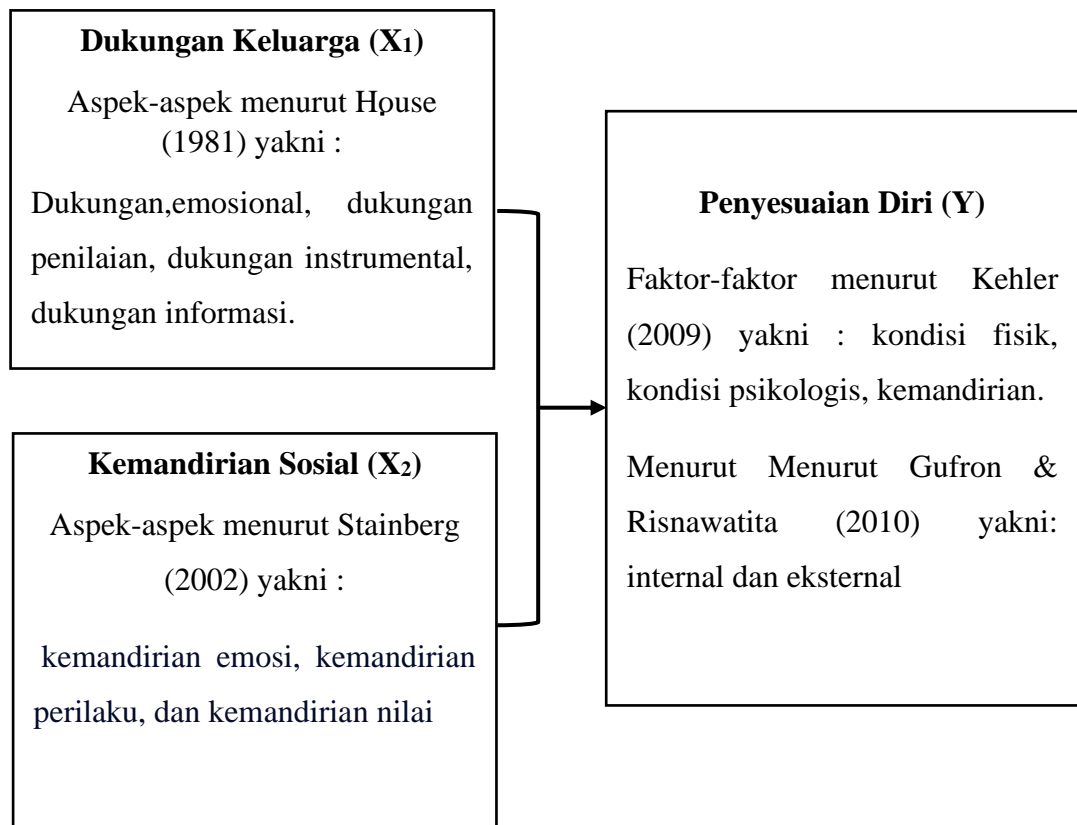 Dukungan Keluarga (X1)
Aspek-aspek menurut House
(1981) yakni :
Dukungan,emosional, dukungan
penilaian, dukungan instrumental,
dukungan informasi.
Kemandirian Sosial (X2)
Aspek-aspek menurut Stainberg
(2002) yakni :
kemandirian emosi, kemandirian
perilaku, dan kemandirian nilai
Penyesuaian Diri (Y)
Faktor-faktor menurut Kehler
(2009) yakni : kondisi fisik,
kondisi psikologis, kemandirian.
Menurut Menurut Gufron &
Risnawatita (2010) yakni:
internal dan eksternal